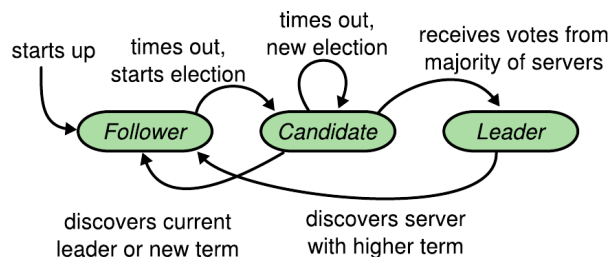 starts up
times out,
starts election
times out,
new election
receives votes from
majority of servers
Follower
Candidate
Leader
discovers current
leader or new term
discovers server
with higher term